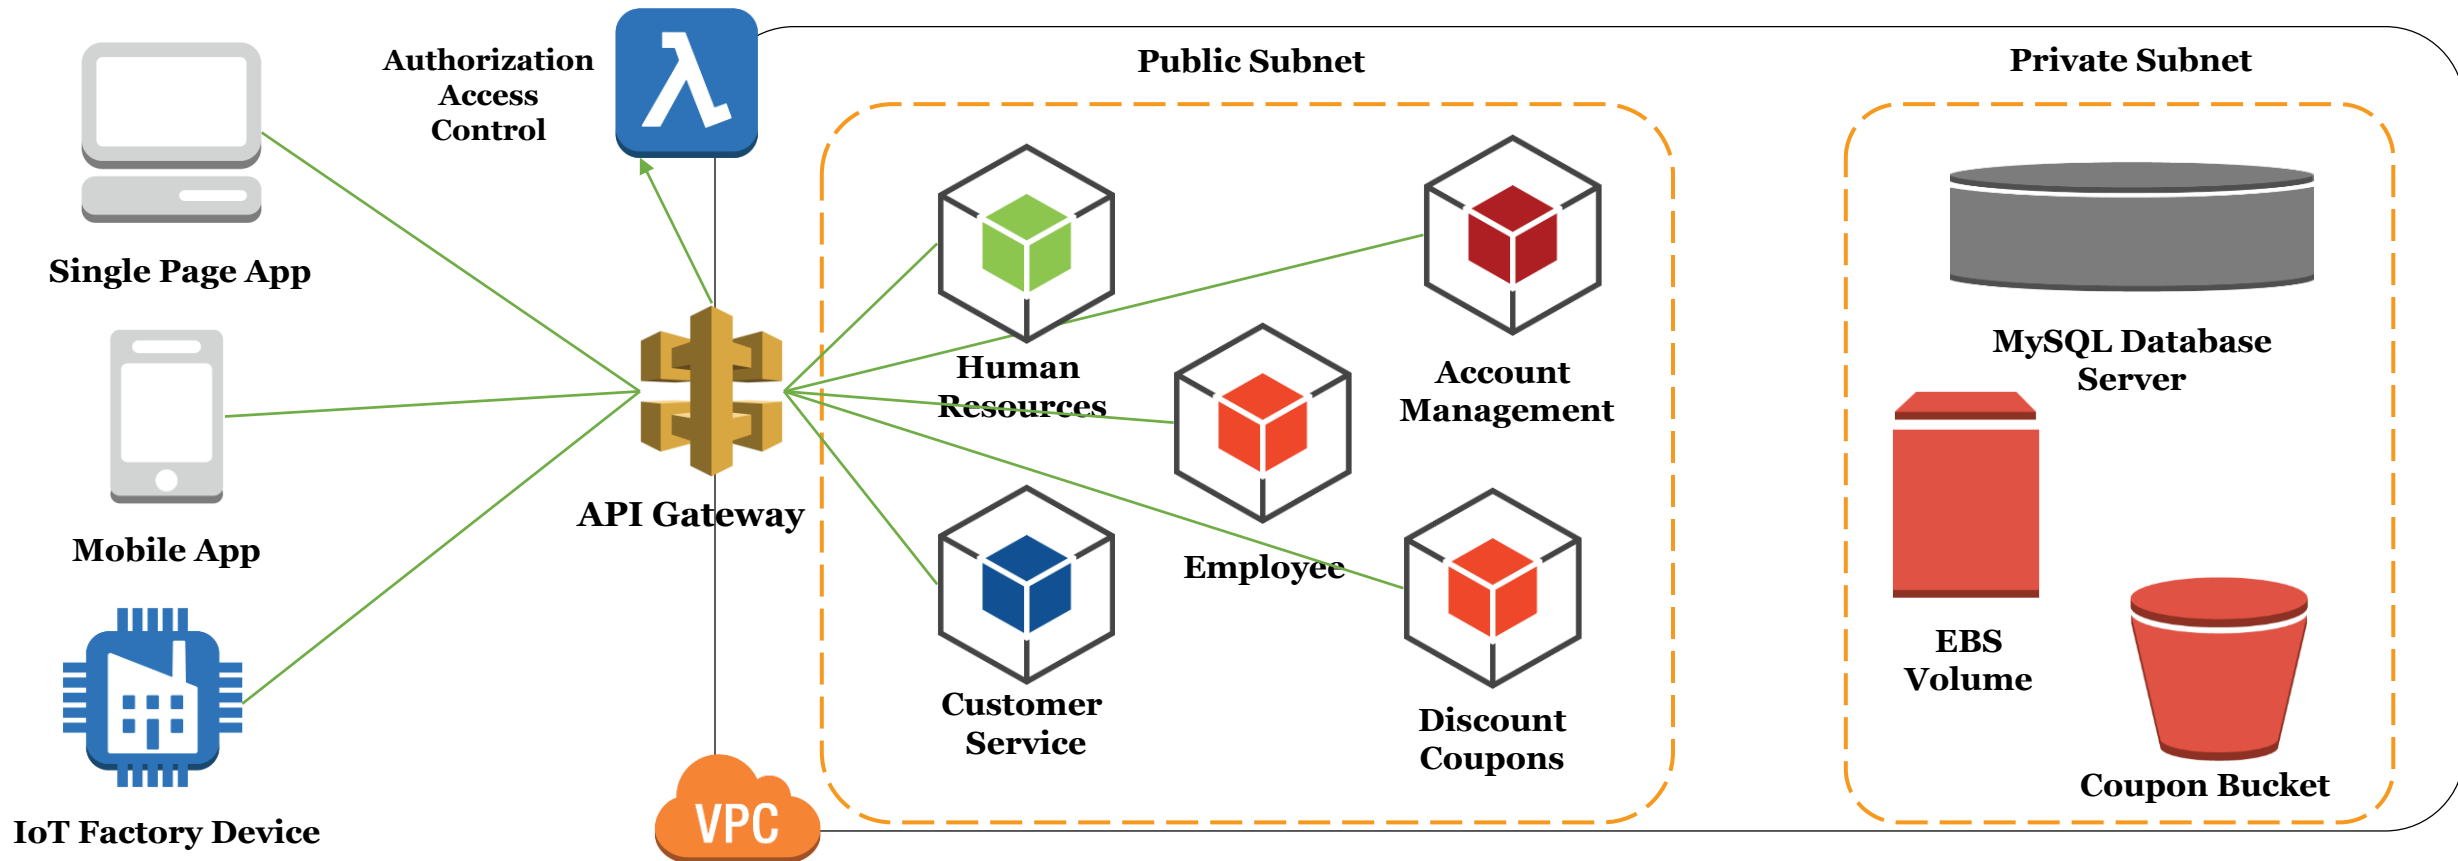 Authorization
Access
Control
Public Subnet
Private Subnet
Single Page App
Human
Resources
Account
Management
MySQL Database
Server
API Gateway
Mobile App
Employee
EBS
Volume
Customer
Service
Discount
Coupons
Coupon Bucket
VPC
IoT Factory Device